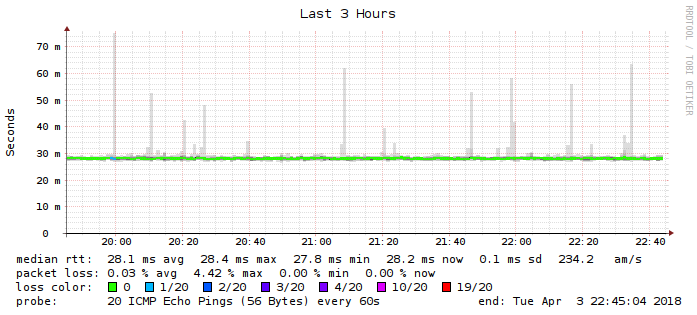 Last 3 Hours
RRDTOOL / TOBI OETIKER
Seconds
70 m
60 m
50 m
40 m
30 m
20 m
10 m
0
20:00 20:20 20:40 21:00 21:20 21:40 22:00 22:20 22:40
median rtt: 28.1 ms avg 28.4 ms max 27.8 ms min 28.2 ms now 0.1 ms sd 234.2 am/s
packet loss: 0.03 % avg 4.42 % max 0.00 % min 0.00 % now
loss color: 0 1/20 2/20 3/20 4/20 10/20 19/20
probe: 20 ICMP Echo Pings (56 Bytes) every 60s end: Tue Apr 3 22:45:04 2018